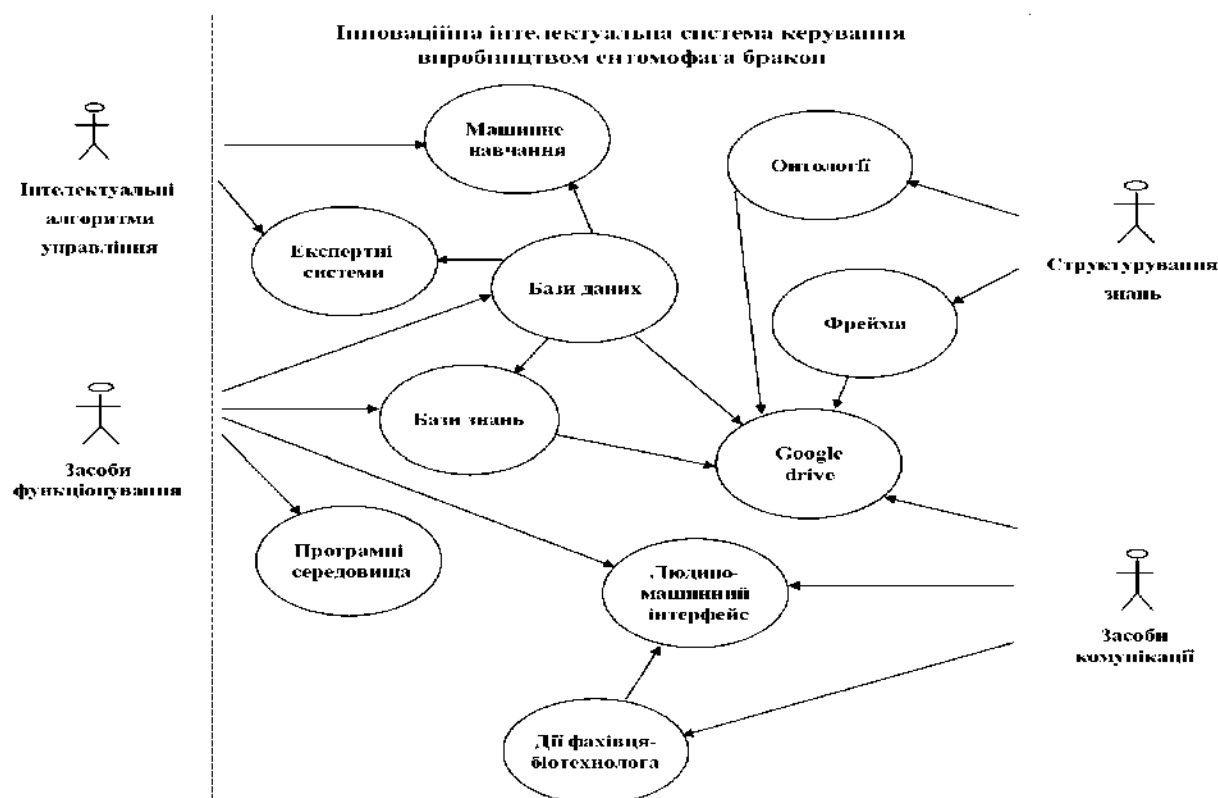 Інноваційна інтелектуальна система керування
виробництвом ентомофага бракон
Машинне
навчання
Онтології
Інтелектуальні
алгоритми
управління
Експертні
системи
Бази даних
Структурування
знань
Фрейми
Бази знань
Google
drive
Засоби
функціонування
Програмні
середовища
Людино-
машинний
інтерфейс
Засоби
комунікації
Дії фахівця-
біотехнолога